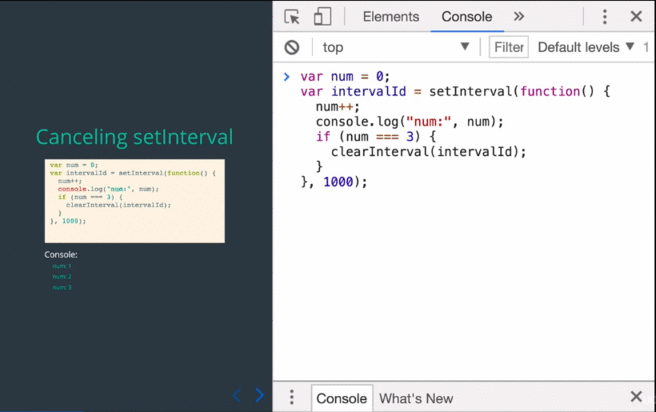 Canceling setInterval
var num = 0;
var intervalId = setInterval(function() {
num++;
console.log("num:", num);
if (num === 3) {
clearInterval(intervalId);
}
}, 1000);
Console:
num: 1
num: 2
num: 3
Elements
Console
top
Filter
Default levels
1
var num = 0;
var intervalId = setInterval(function() {
num++;
console.log("num:", num);
if (num === 3) {
clearInterval(intervalId);
}
}, 1000);
Console
What's New